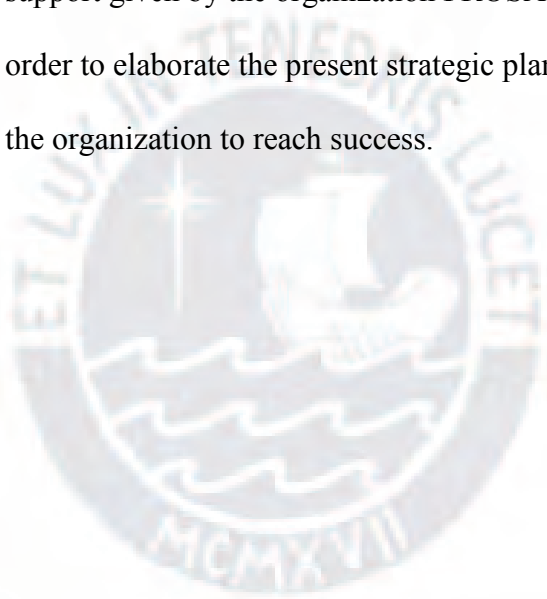 support given by the organization
order to elaborate the present strategic plan
the organization to reach success.
ET LUX IN TENEBRIS LUCET
MCMXVII